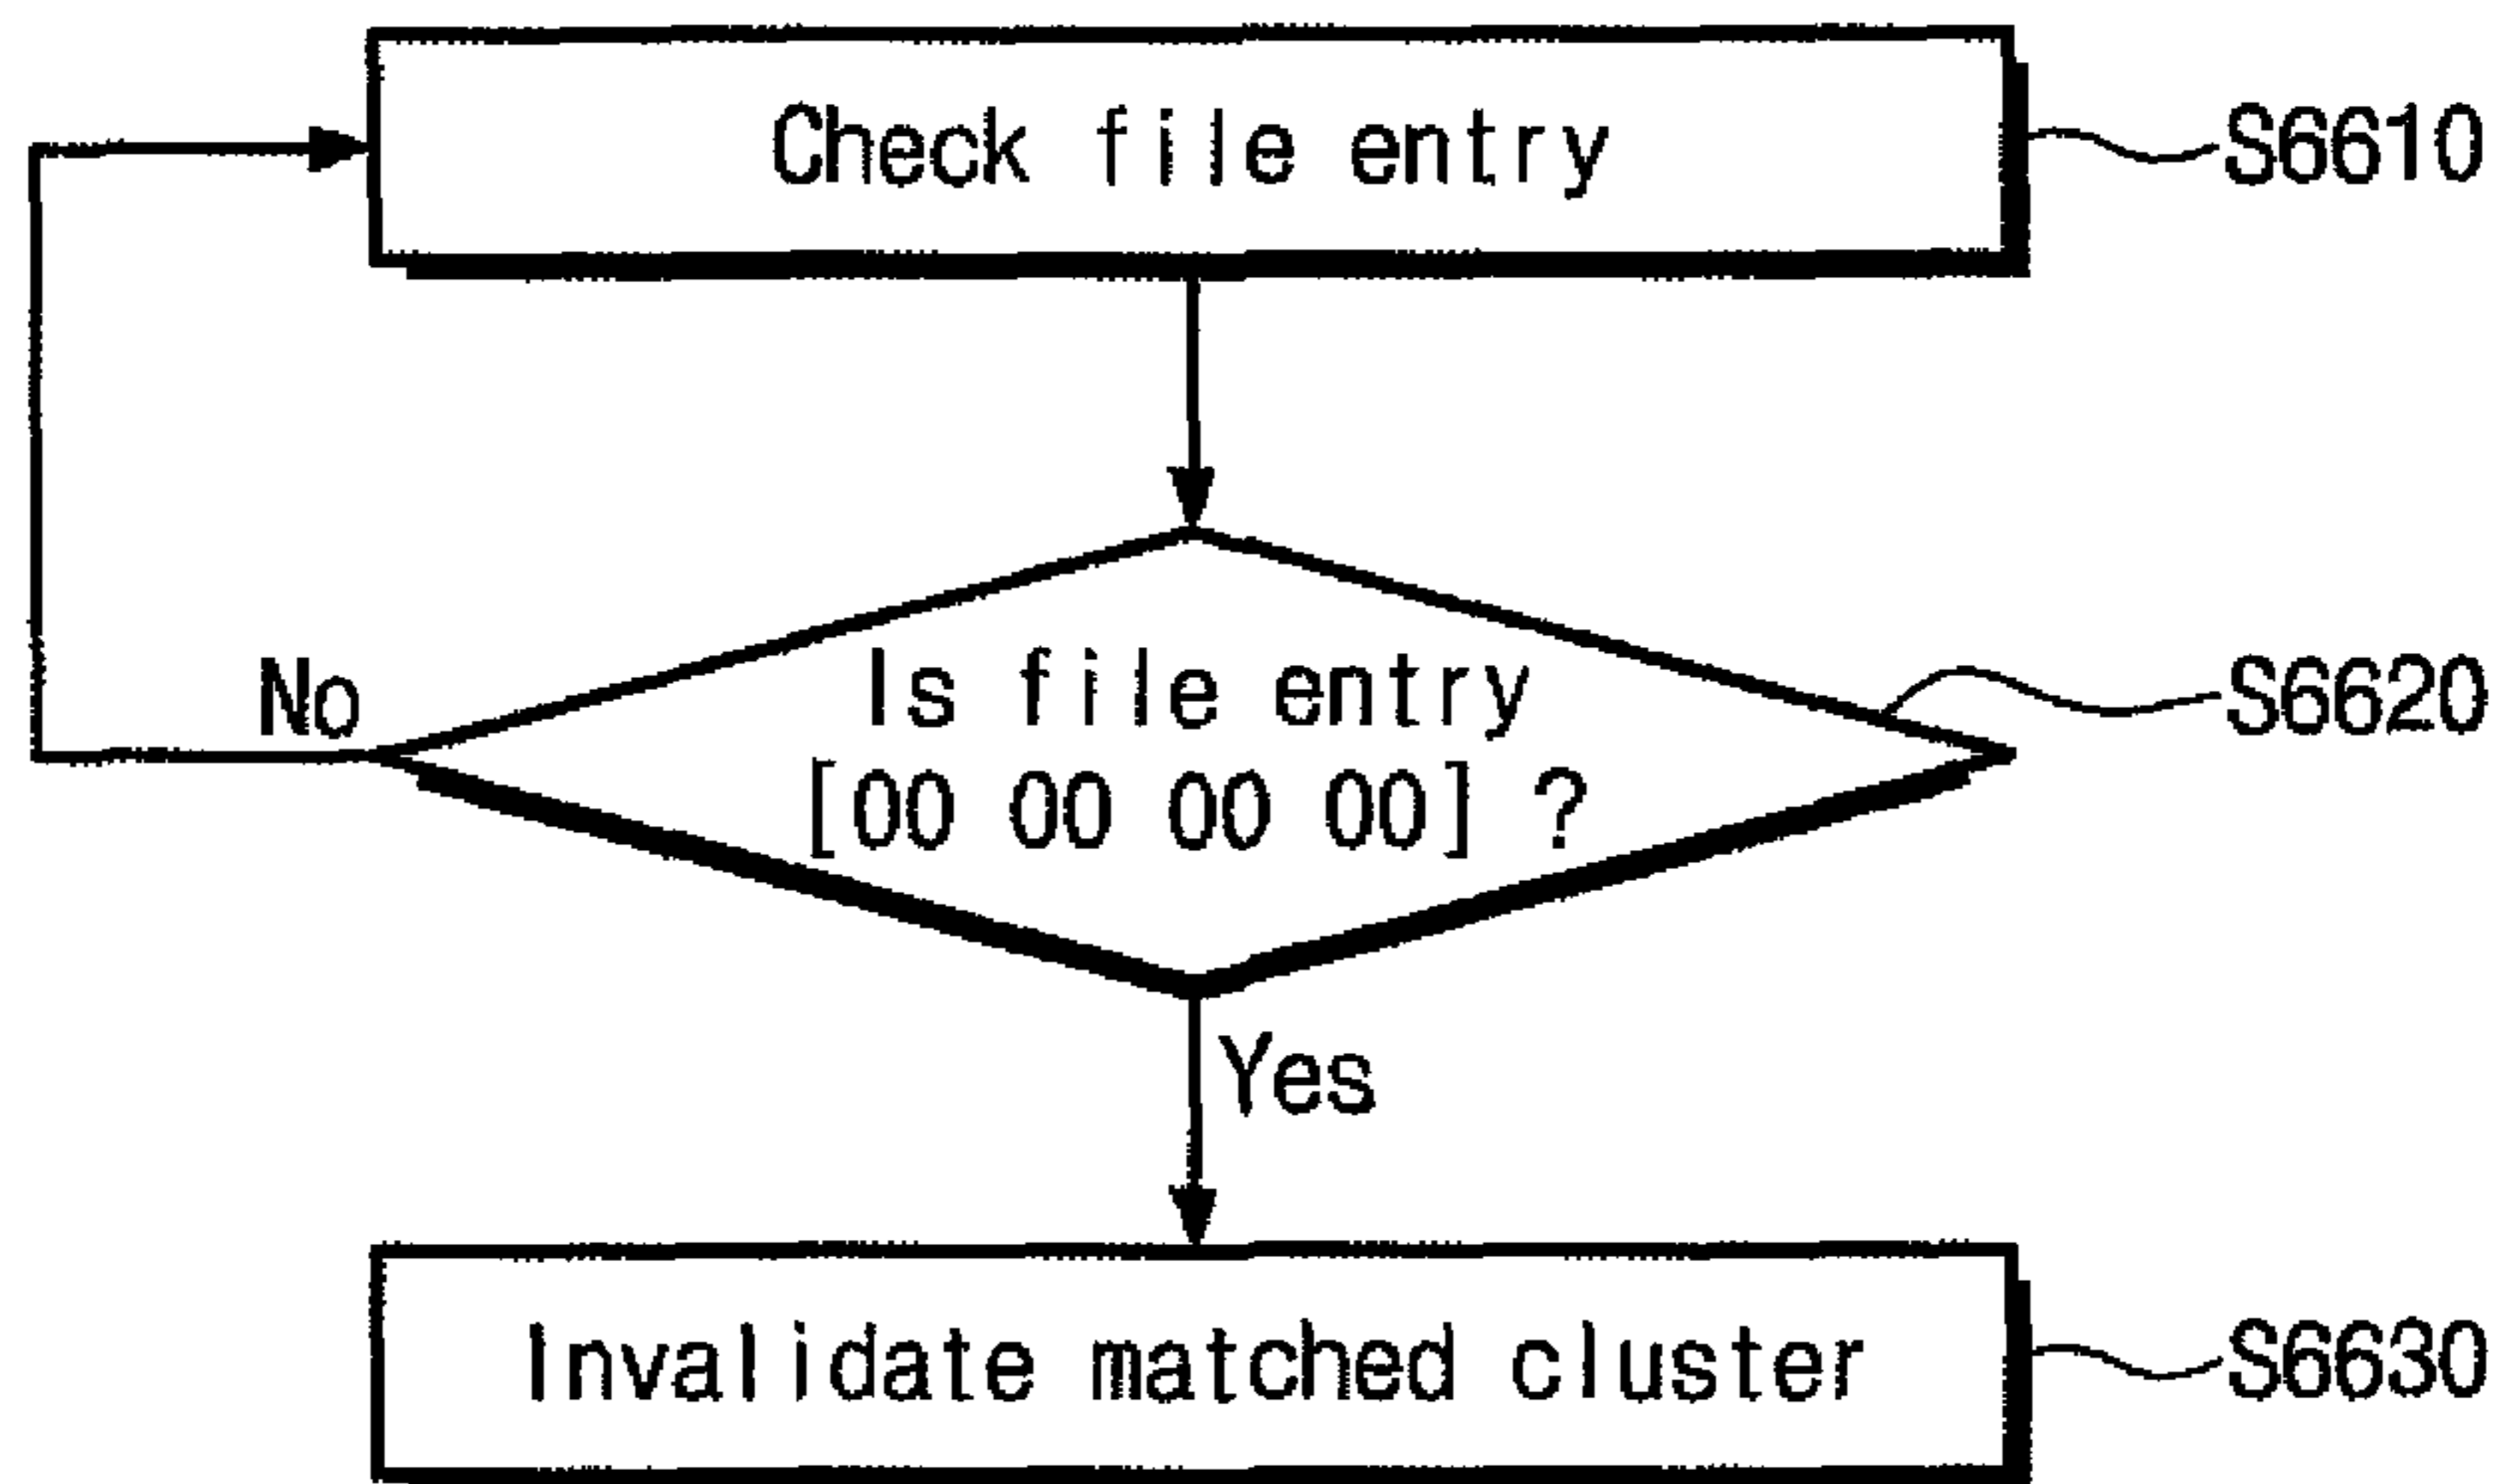 Check file entry
S6610
No
Is file entry
[00 00 00 00] ?
S6620
Yes
Invalidate matched cluster
S6630